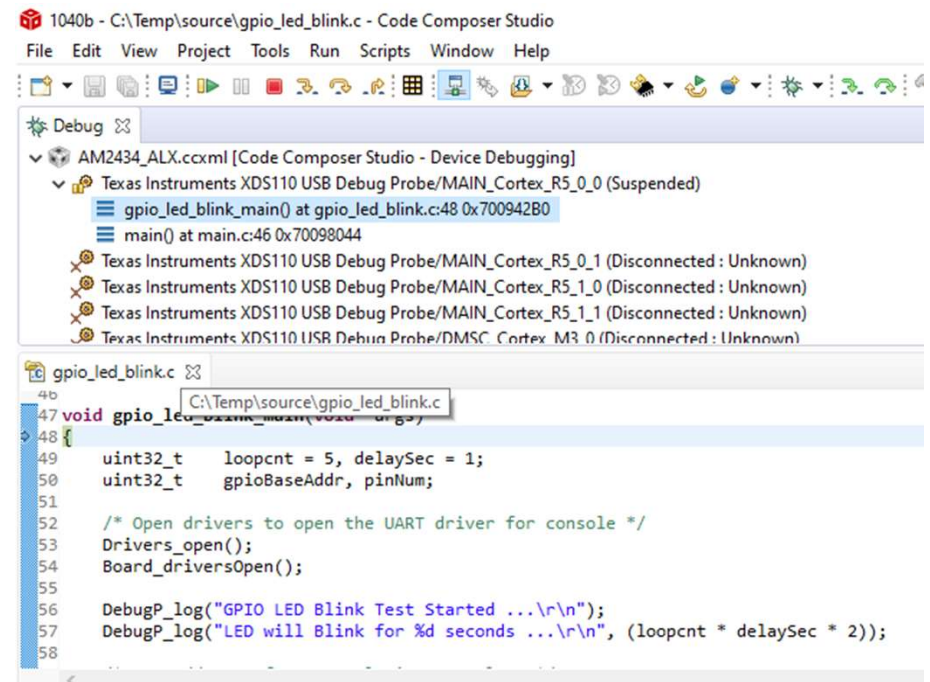 1040b - C:\Temp\source\gpio_led_blink.c - Code Composer Studio
File Edit View Project Tools Run Scripts Window Help
Debug
AM2434_ALX.ccxml [Code Composer Studio - Device Debugging]
Texas Instruments XDS110 USB Debug Probe/MAIN_Cortex_R5_0_0 (Suspended)
gpio_led_blink_main() at gpio_led_blink.c:48 0x700942B0
main() at main.c:46 0x70098044
Texas Instruments XDS110 USB Debug Probe/MAIN_Cortex_R5_0_1 (Disconnected : Unknown)
Texas Instruments XDS110 USB Debug Probe/MAIN_Cortex_R5_1_0 (Disconnected : Unknown)
Texas Instruments XDS110 USB Debug Probe/MAIN_Cortex_R5_1_1 (Disconnected : Unknown)
Texas Instruments XDS110 USB Debug Probe/DMSC_Cortex_M3_0 (Disconnected : Unknown)
gpio_led_blink.c
C:\Temp\source\gpio_led_blink.c
46
47 void gpio_led_blink_main(void args)
48 {
49 uint32_t loopcnt = 5, delaySec = 1;
50 uint32_t gpioBaseAddr, pinNum;
51
52 /* Open drivers to open the UART driver for console */
53 Drivers_open();
54 Board_driversOpen();
55
56 DebugP_log("GPIO LED Blink Test Started ...\r\n");
57 DebugP_log("LED will Blink for %d seconds ...\r\n", (loopcnt * delaySec * 2));
58